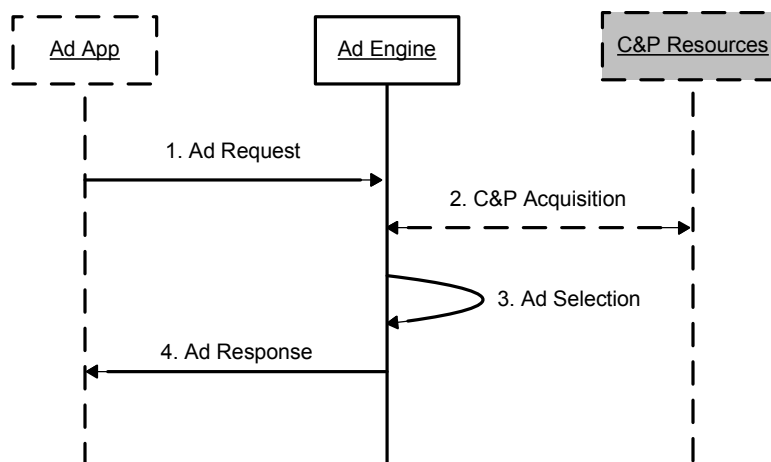 Ad App
Ad Engine
C&P Resources
1. Ad Request
2. C&P Acquisition
3. Ad Selection
4. Ad Response